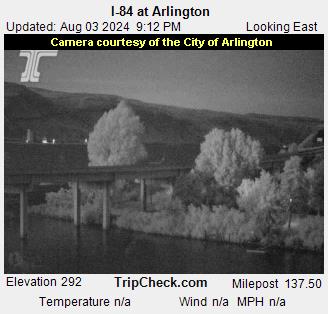 I-84 at Arlington
Updated: Aug 03 2024 9:12 PM Looking East
Camera courtesy of the City of Arlington
Elevation 292 TripCheck.com Milepost 137.50
Temperature n/a Wind n/a MPH n/a